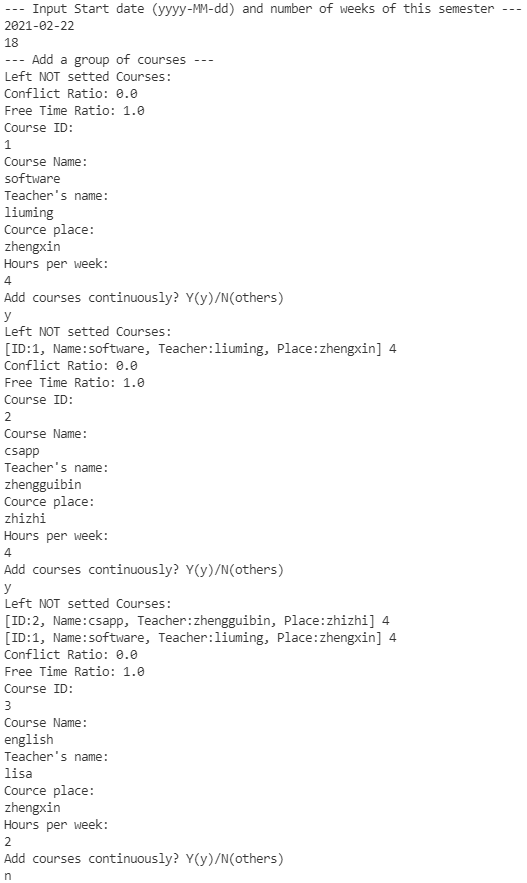 --- Input Start date (yyyy-MM-dd) and number of weeks of this semester ---
2021-02-22
18
--- Add a group of courses ---
Left NOT setted Courses:
Conflict Ratio: 0.0
Free Time Ratio: 1.0
Course ID:
1
Course Name:
software
Teacher's name:
liuming
Cource place:
zhengxin
Hours per week:
4
Add courses continuously? Y(y)/N(others)
y
Left NOT setted Courses:
[ID:1, Name:software, Teacher:liuming, Place:zhengxin] 4
Conflict Ratio: 0.0
Free Time Ratio: 1.0
Course ID:
2
Course Name:
csapp
Teacher's name:
zhengguibin
Cource place:
zhizhi
Hours per week:
4
Add courses continuously? Y(y)/N(others)
y
Left NOT setted Courses:
[ID:2, Name:csapp, Teacher:zhengguibin, Place:zhizhi] 4
[ID:1, Name:software, Teacher:liuming, Place:zhengxin] 4
Conflict Ratio: 0.0
Free Time Ratio: 1.0
Course ID:
3
Course Name:
english
Teacher's name:
lisa
Cource place:
zhengxin
Hours per week:
2
Add courses continuously? Y(y)/N(others)
n